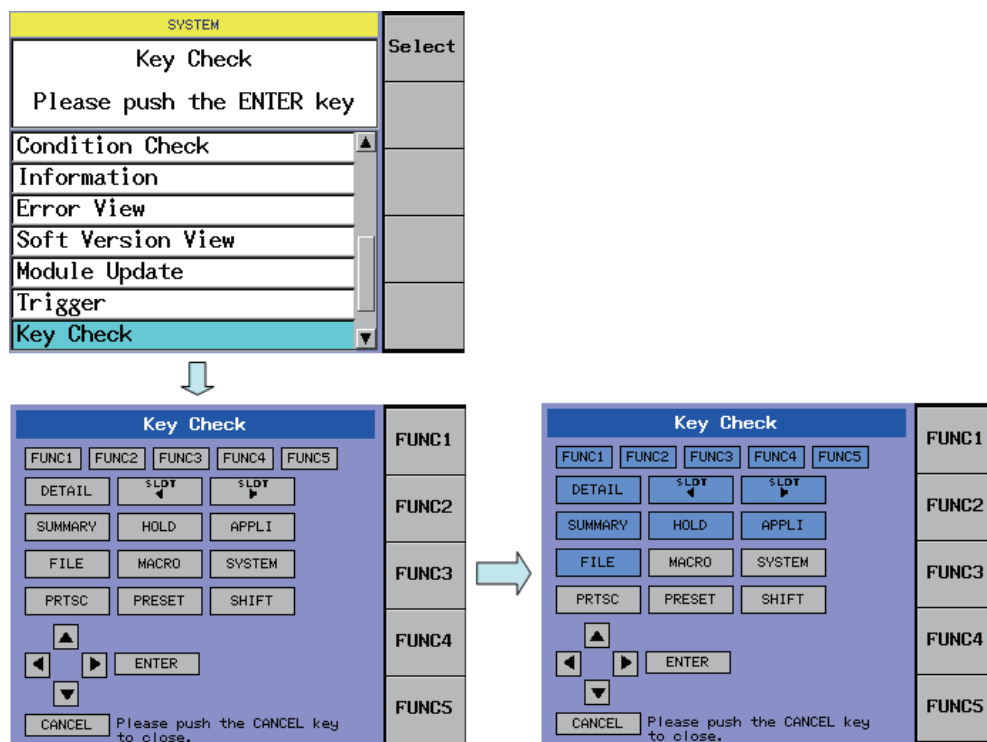 SYSTEM
Key Check
Please push the ENTER key
Condition Check
Information
Error View
Soft Version View
Module Update
Trigger
Key Check
Select
Key Check
FUNC1 FUNC2 FUNC3 FUNC4 FUNC5
DETAIL SLOT SLOT
SUMMARY HOLD APPLI
FILE MACRO SYSTEM
PRTSC PRESET SHIFT
ENTER
CANCEL Please push the CANCEL key
to close.
FUNC1
FUNC2
FUNC3
FUNC4
FUNC5
Key Check
FUNC1 FUNC2 FUNC3 FUNC4 FUNC5
DETAIL SLOT SLOT
SUMMARY HOLD APPLI
FILE MACRO SYSTEM
PRTSC PRESET SHIFT
ENTER
CANCEL Please push the CANCEL key
to close.
FUNC1
FUNC2
FUNC3
FUNC4
FUNC5